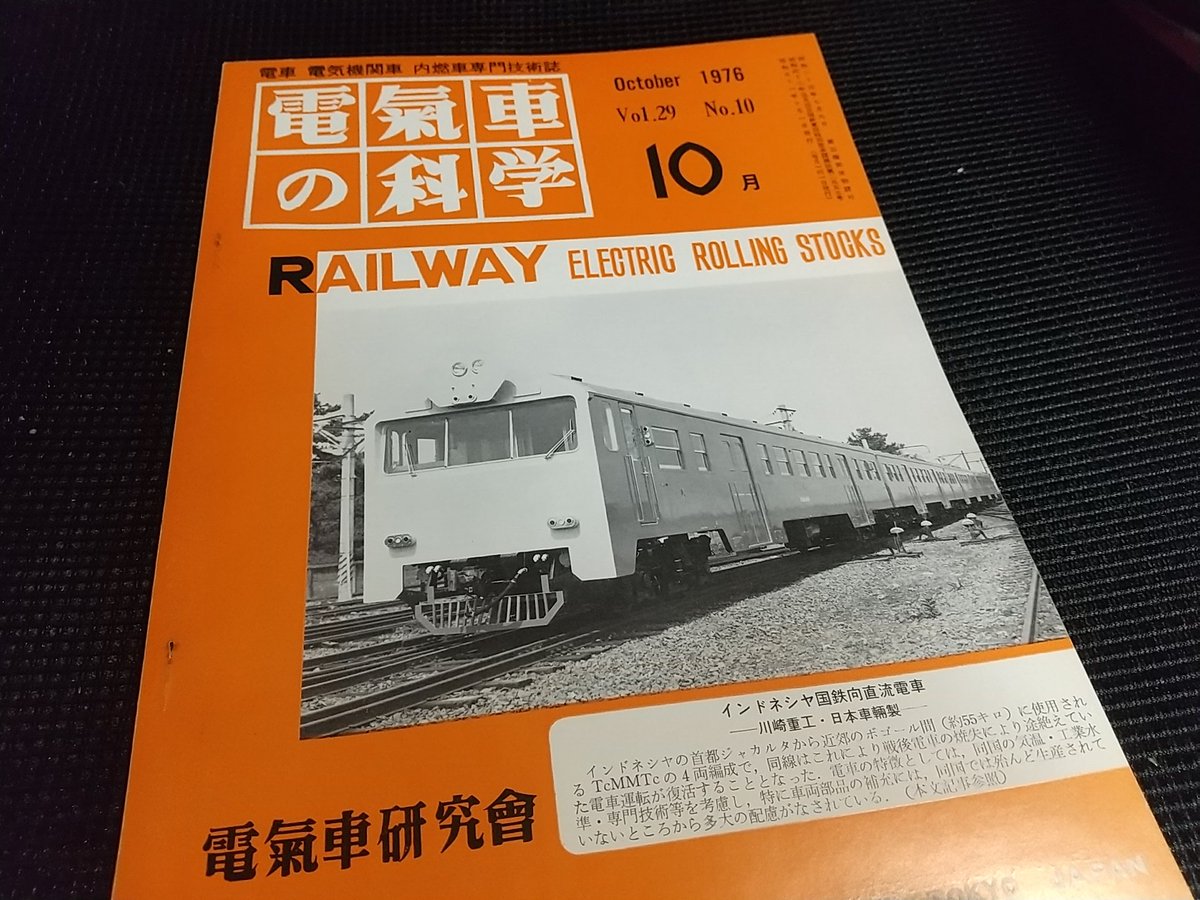 電車 電気機関車 内燃車専門技術誌
電氣車
の科学
October 1976
Vol.29 No.10
10月
RAILWAY ELECTRIC ROLLING STOCKS
インドネシヤ国鉄向直流電車
──川崎重工・日本車輛製──
インドネシヤの首都ジャカルタから近郊のボゴール間（約55キロ）に使用され
るTcMMTcの４両編成で，同線はこれにより戦後電車の焼失により途絶えてい
た電車運転が復活することとなった．電車の特徴としては，同国の気温・工業水
準・専門技術等を考慮し，特に車両部品の補充には，同国では殆んど生産されて
いないところから多大の配慮がなされている．（本文記事参照）
電氣車研究會
TOKYO JAPAN